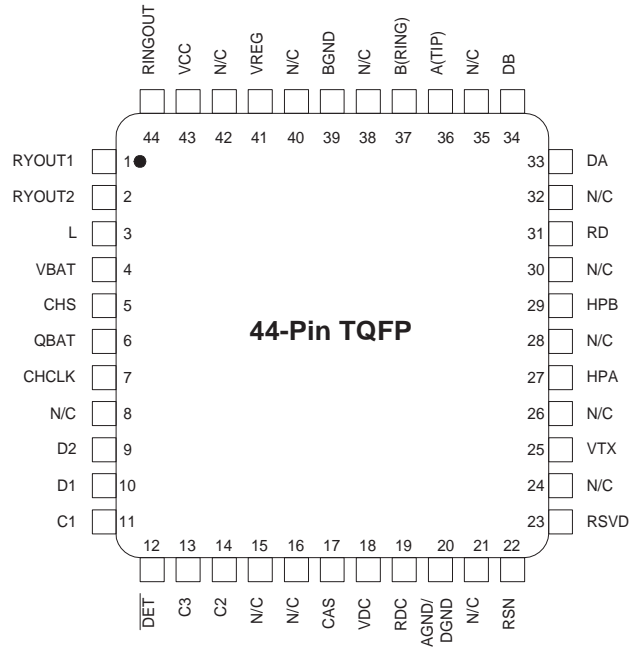 RINGOUT
VCC
N/C
VREG
N/C
BGND
N/C
B(RING)
A(TIP)
N/C
DB
44 43 42 41 40 39 38 37 36 35 34
RYOUT1 1 33 DA
RYOUT2 2 32 N/C
L 3 31 RD
VBAT 4 30 N/C
CHS 5 29 HPB
QBAT 6 44-Pin TQFP 28 N/C
CHCLK 7 27 HPA
N/C 8 26 N/C
D2 9 25 VTX
D1 10 24 N/C
C1 11 23 RSVD
12 13 14 15 16 17 18 19 20 21 22
DET
C3
C2
N/C
N/C
CAS
VDC
RDC
AGND/
DGND
N/C
RSN